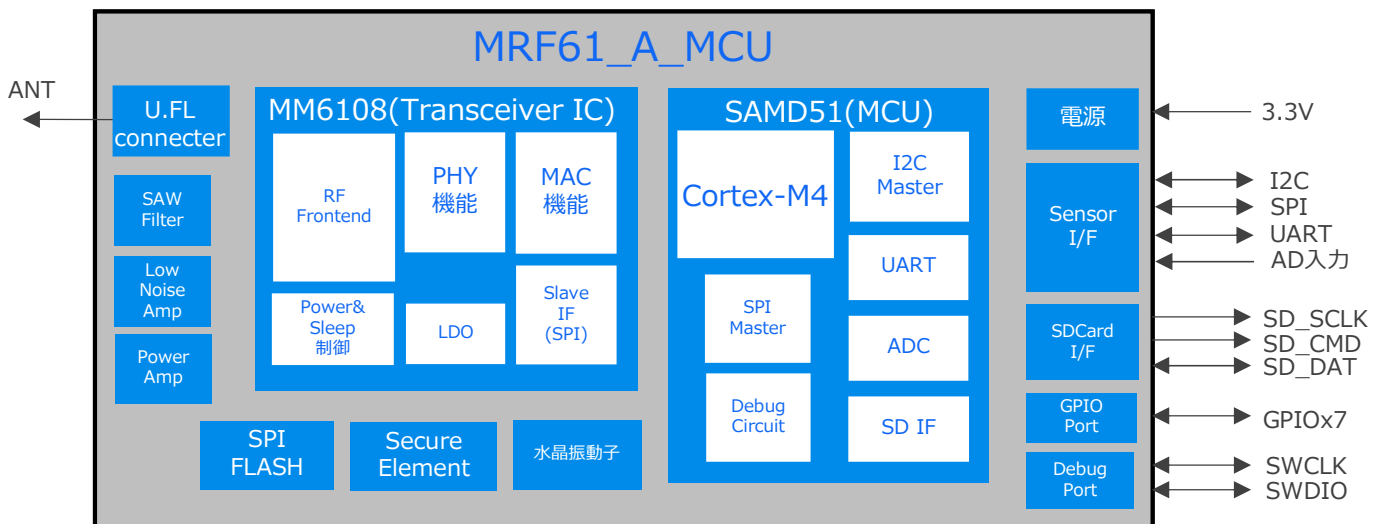 MRF61_A_MCU
ANT
U.FL
connecter
SAW
Filter
Low
Noise
Amp
Power
Amp
MM6108(Transceiver IC)
RF
Frontend
PHY
機能
MAC
機能
Power&
Sleep
制御
LDO
Slave
IF
(SPI)
SPI
FLASH
Secure
Element
水晶振動子
SAMD51(MCU)
Cortex-M4
I2C
Master
UART
SPI
Master
ADC
Debug
Circuit
SD IF
電源
3.3V
Sensor
I/F
I2C
SPI
UART
AD入力
SDCard
I/F
SD_SCLK
SD_CMD
SD_DAT
GPIO
Port
GPIOx7
Debug
Port
SWCLK
SWDIO